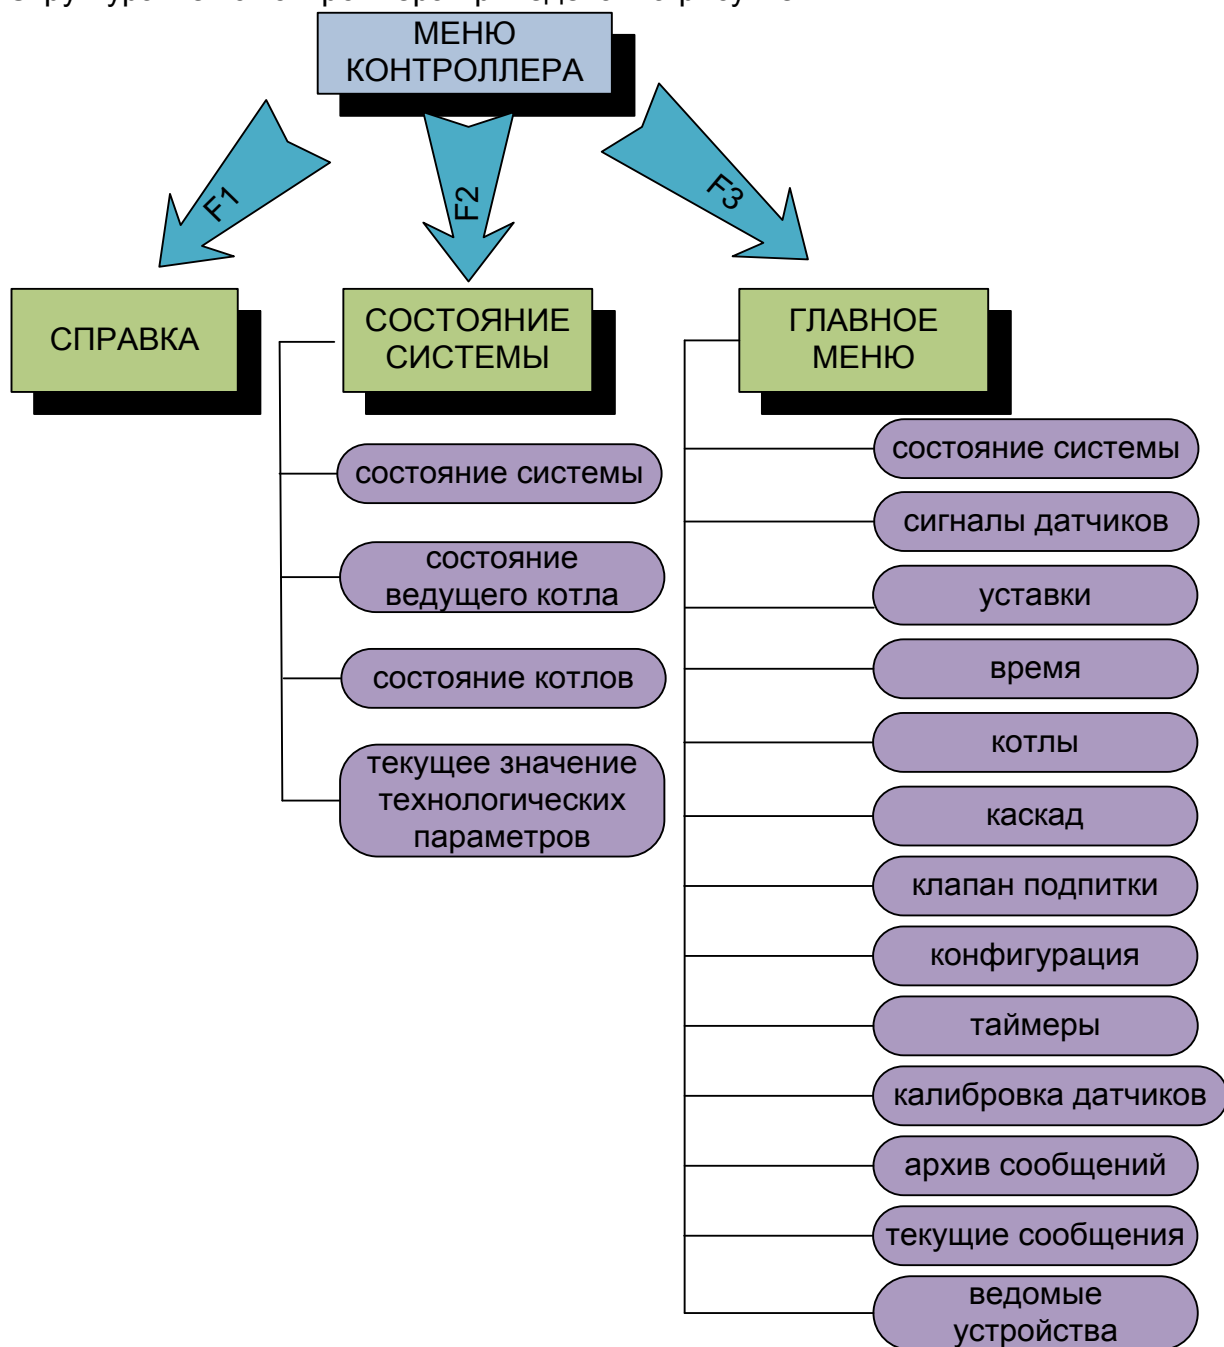 МЕНЮ
КОНТРОЛЛЕРА
F1
F2
F3
СПРАВКА
СОСТОЯНИЕ
СИСТЕМЫ
ГЛАВНОЕ
МЕНЮ
состояние системы
состояние
ведущего котла
состояние котлов
текущее значение
технологических
параметров
состояние системы
сигналы датчиков
уставки
время
котлы
каскад
клапан подпитки
конфигурация
таймеры
калибровка датчиков
архив сообщений
текущие сообщения
ведомые
устройства